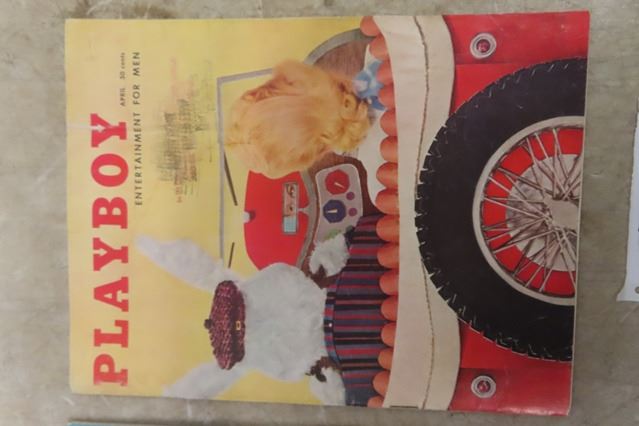 PLAYBOY
APRIL 50 cents
ENTERTAINMENT FOR MEN